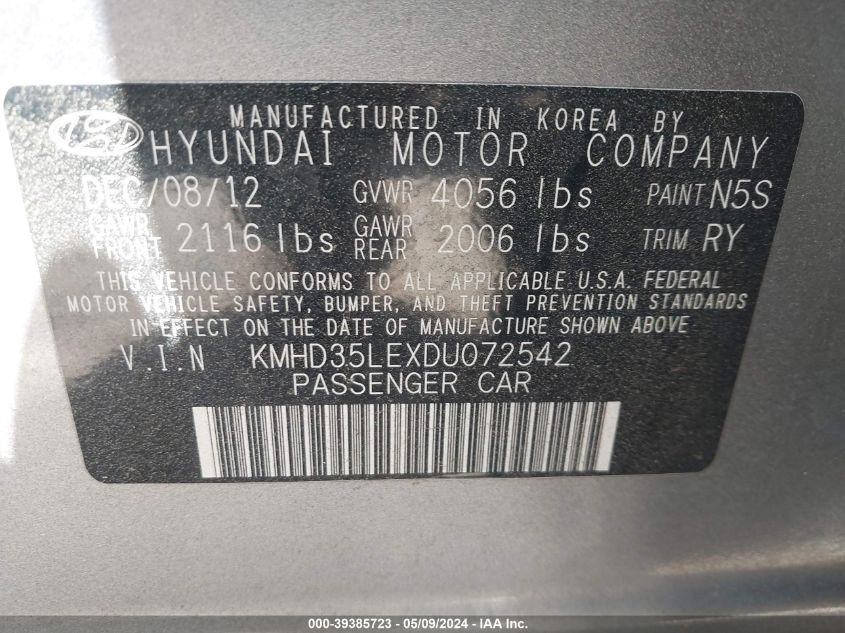 MANUFACTURED IN KOREA BY
HYUNDAI MOTOR COMPANY
DEC/08/12 GVWR 4056 lbs PAINT N5S
GAWR FRONT 2116 lbs GAWR REAR 2006 lbs TRIM RY
THIS VEHICLE CONFORMS TO ALL APPLICABLE U.S.A. FEDERAL
MOTOR VEHICLE SAFETY, BUMPER, AND THEFT PREVENTION STANDARDS
IN EFFECT ON THE DATE OF MANUFACTURE SHOWN ABOVE
V.I.N KMHD35LEXDU072542
PASSENGER CAR
000-39385723 - 05/09/2024 - IAA Inc.